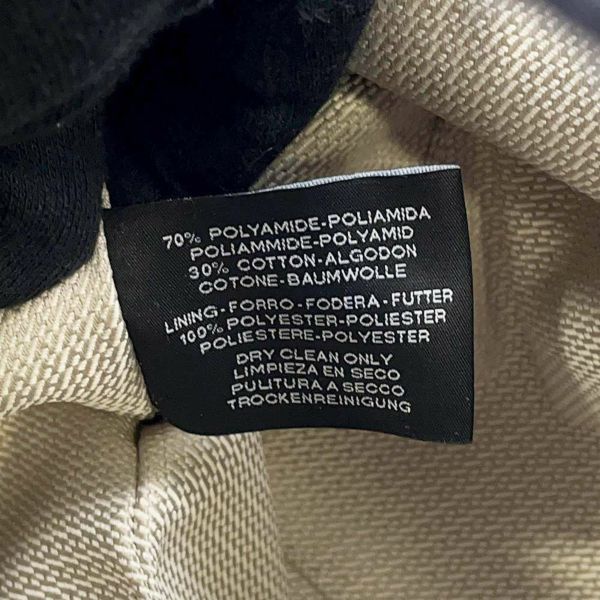 70% POLYAMIDE-POLIAMIDA
POLIAMMIDE-POLYAMID
30% COTTON-ALGODON
COTONE-BAUMWOLLE
LINING-FORRO-FODERA-FUTTER
100% POLYESTER-POLIESTER
POLIESTERE-POLYESTER
DRY CLEAN ONLY
LIMPIEZA EN SECO
PULITURA A SECCO
TROCKENREINIGUNG